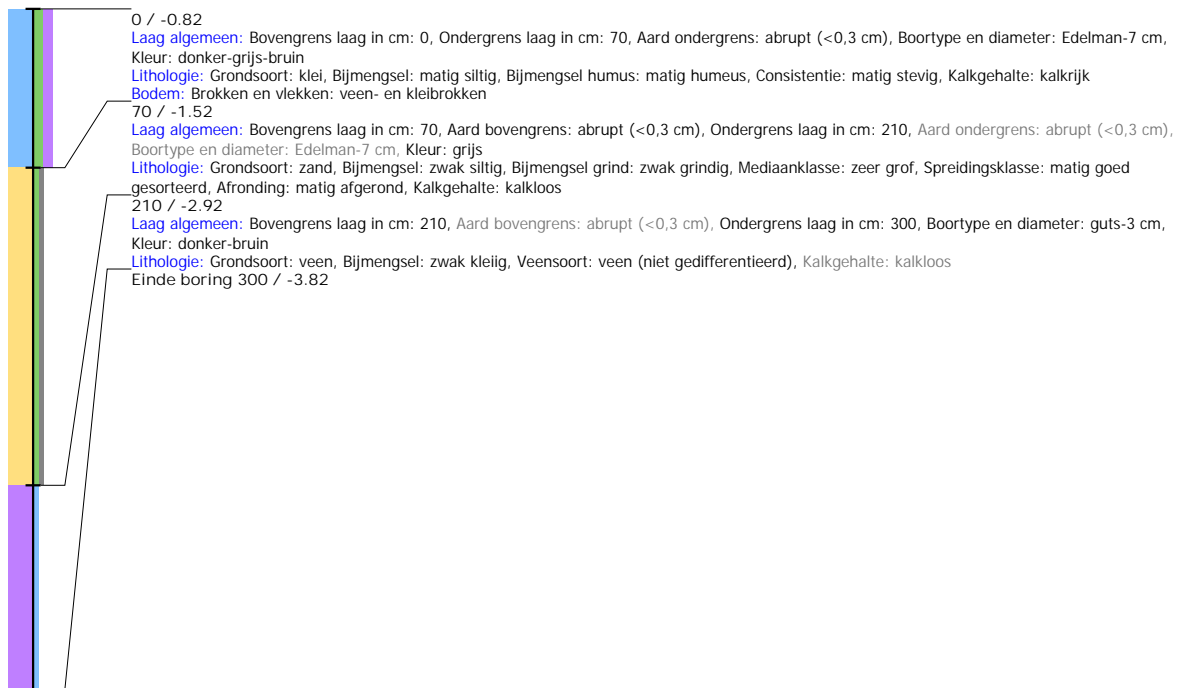 0 / -0.82
Laag algemeen: Bovengrens laag in cm: 0, Ondergrens laag in cm: 70, Aard ondergrens: abrupt (<0,3 cm), Boortype en diameter: Edelman-7 cm,
Kleur: donker-grijs-bruin
Lithologie: Grondsoort: klei, Bijmengsel: matig siltig, Bijmengsel humus: matig humeus, Consistentie: matig stevig, Kalkgehalte: kalkrijk
Bodem: Brokken en vlekken: veen- en kleibrokken
70 / -1.52
Laag algemeen: Bovengrens laag in cm: 70, Aard bovengrens: abrupt (<0,3 cm), Ondergrens laag in cm: 210, Aard ondergrens: abrupt (<0,3 cm),
Boortype en diameter: Edelman-7 cm, Kleur: grijs
Lithologie: Grondsoort: zand, Bijmengsel: zwak siltig, Bijmengsel grind: zwak grindig, Mediaanklasse: zeer grof, Spreidingsklasse: matig goed
gesorteerd, Afronding: matig afgerond, Kalkgehalte: kalkloos
210 / -2.92
Laag algemeen: Bovengrens laag in cm: 210, Aard bovengrens: abrupt (<0,3 cm), Ondergrens laag in cm: 300, Boortype en diameter: guts-3 cm,
Kleur: donker-bruin
Lithologie: Grondsoort: veen, Bijmengsel: zwak kleiig, Veensoort: veen (niet gedifferentieerd), Kalkgehalte: kalkloos
Einde boring 300 / -3.82